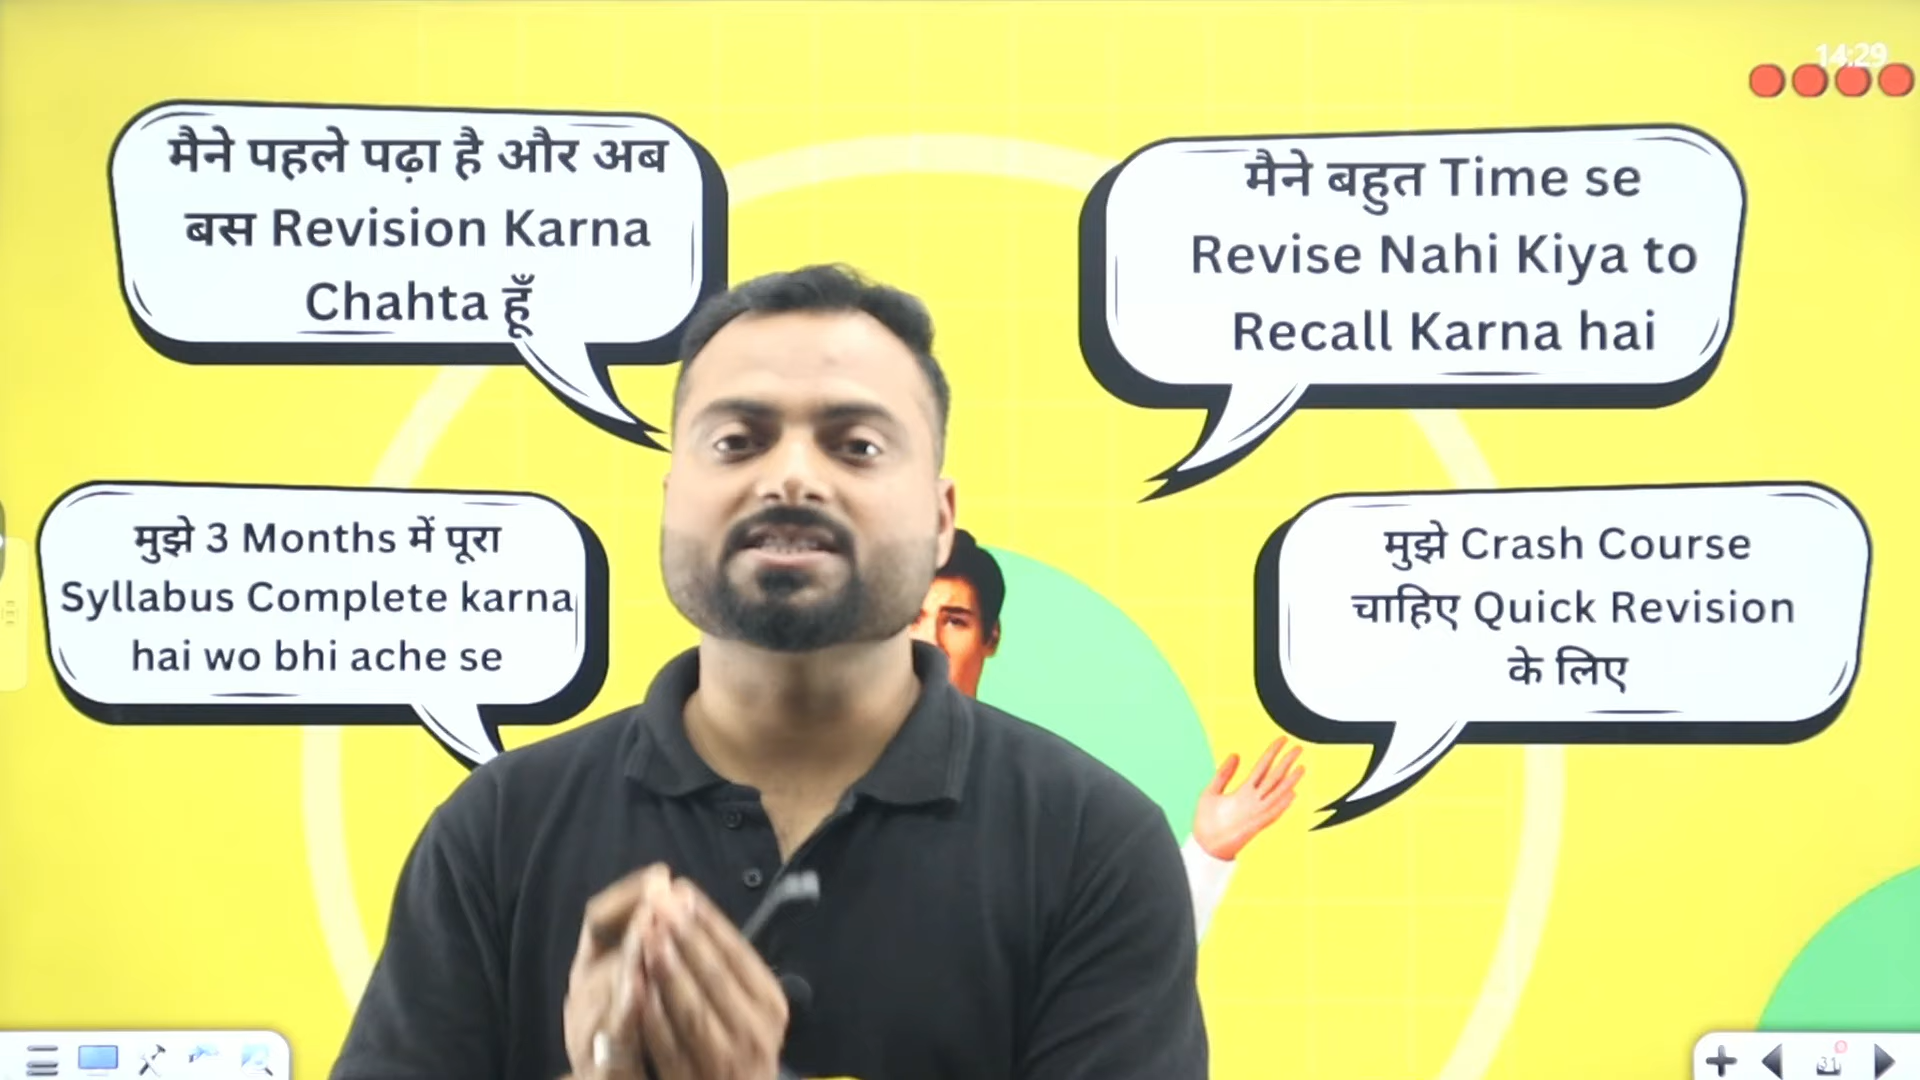 14:29
मैने पहले पढ़ा है और अब
बस Revision Karna
Chahta हूँ
मैने बहुत Time se
Revise Nahi Kiya to
Recall Karna hai
मुझे 3 Months में पूरा
Syllabus Complete karna
hai wo bhi ache se
मुझे Crash Course
चाहिए Quick Revision
के लिए
31